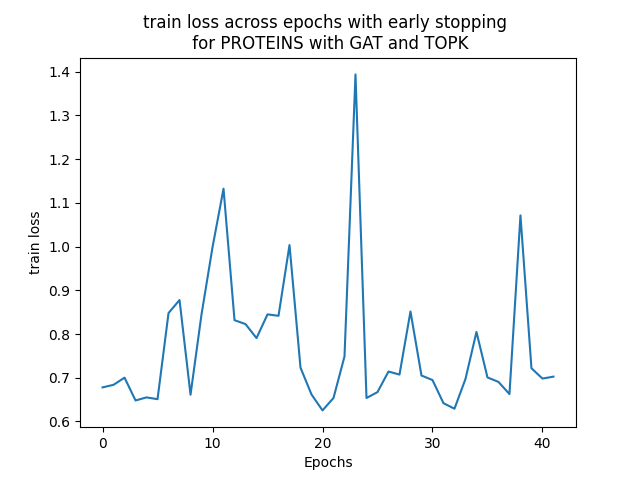 train loss across epochs with early stopping
for PROTEINS with GAT and TOPK
1.4
1.3
1.2
1.1
1.0
0.9
0.8
0.7
0.6
train loss
0 10 20 30 40
Epochs